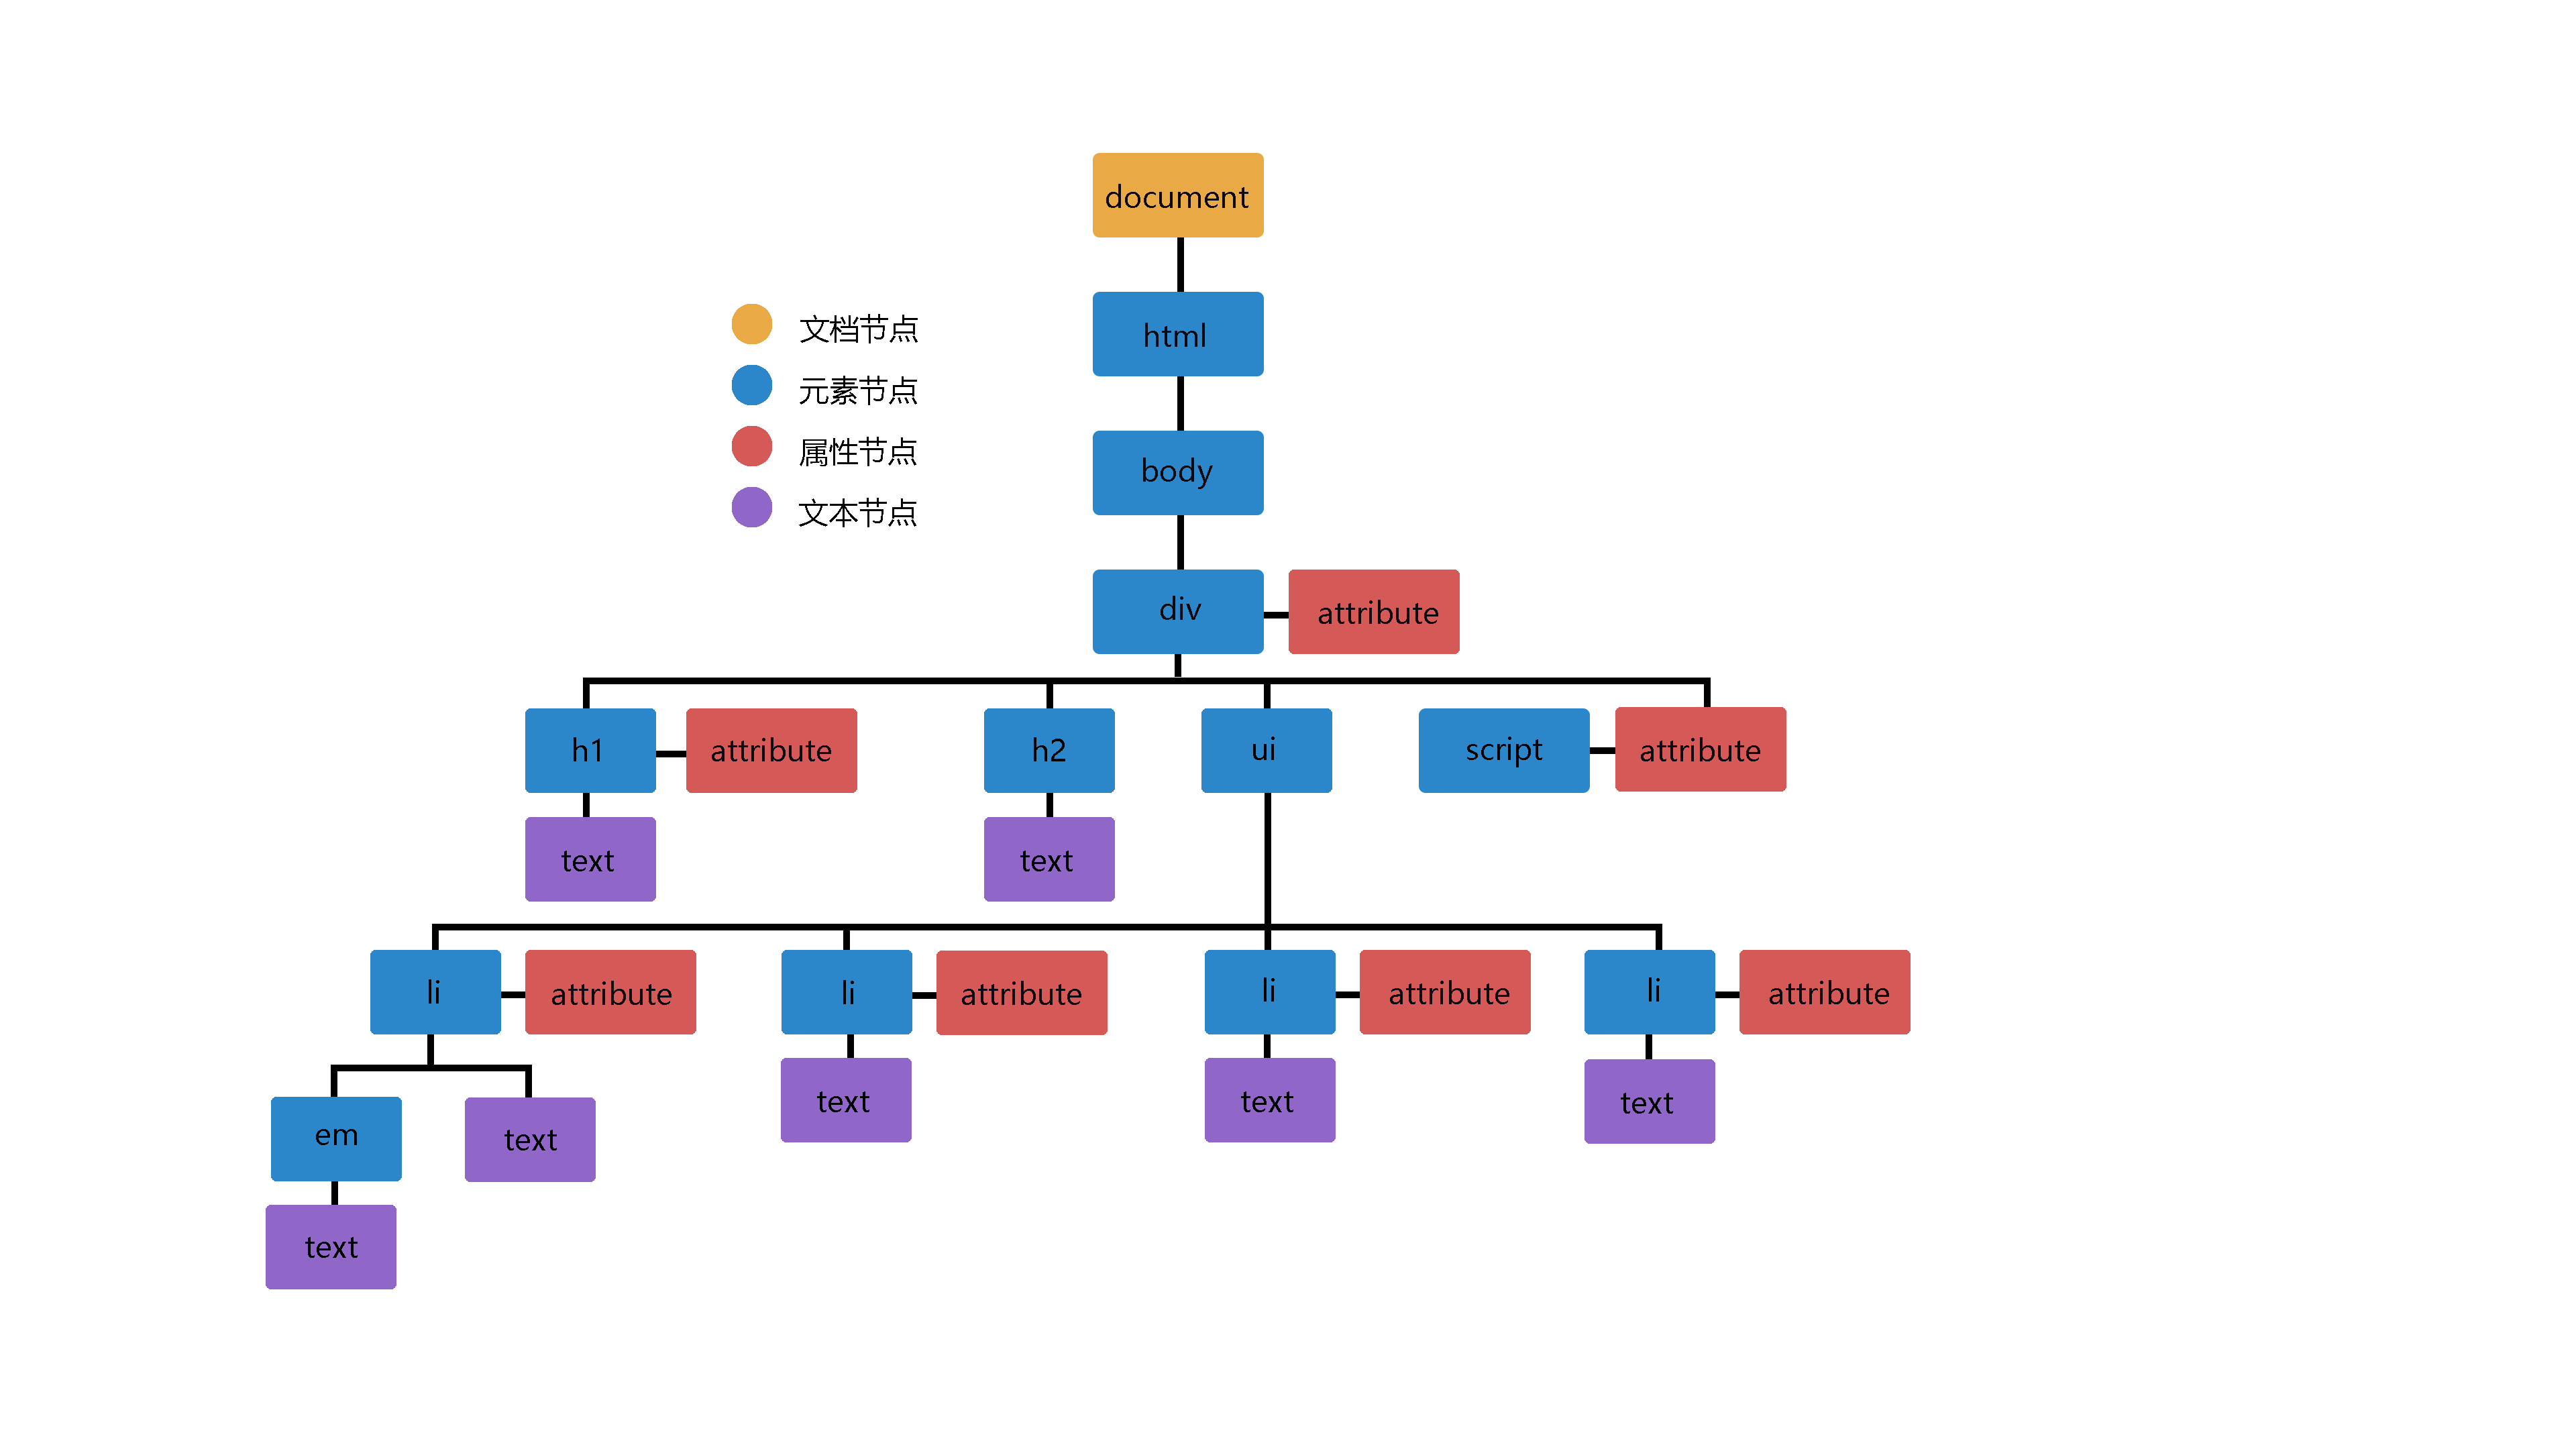 document
文档节点
html
元素节点
属性节点
body
文本节点
div
attribute
h1
attribute
h2
ui
script
attribute
text
text
li
attribute
li
attribute
li
attribute
li
attribute
em
text
text
text
text
text